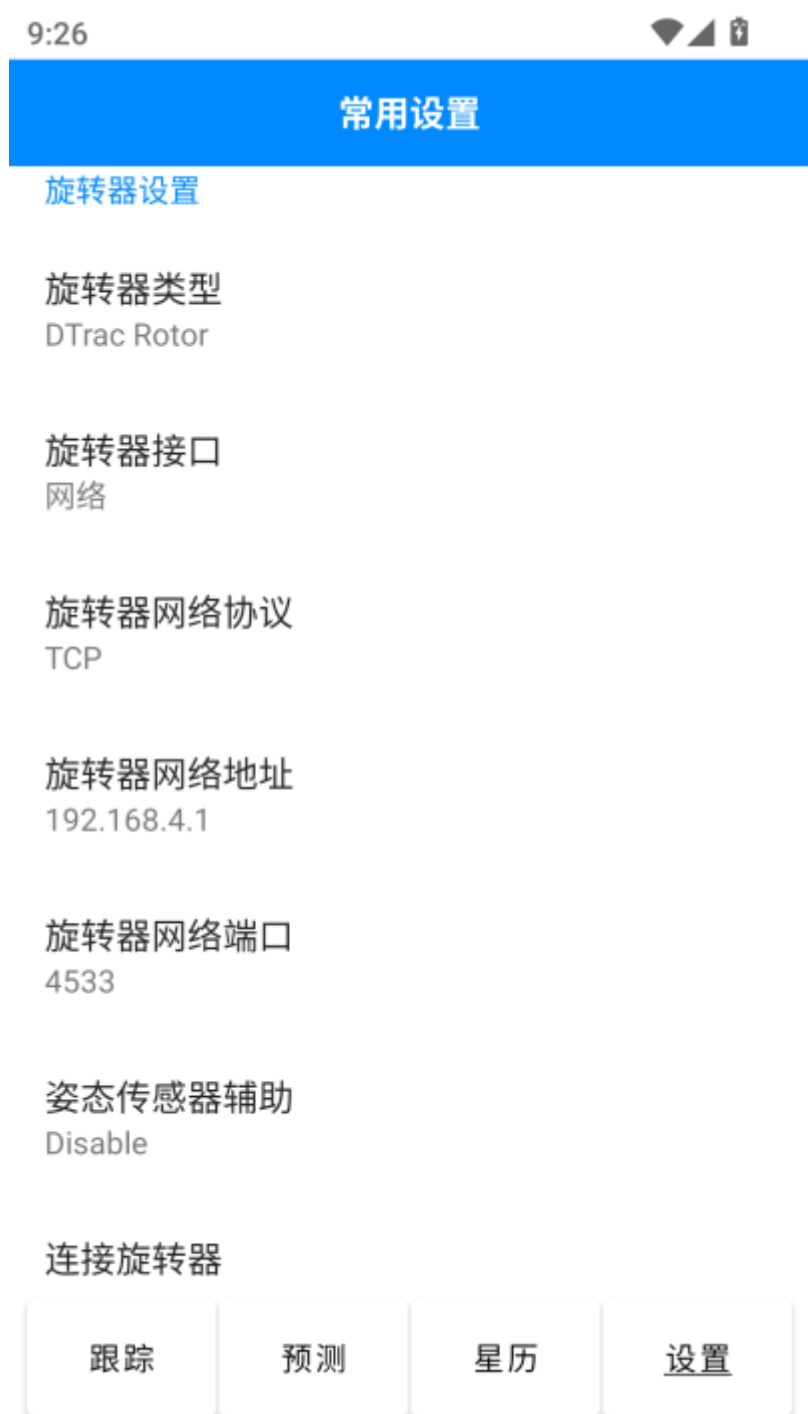 9:26
常用设置
旋转器设置
旋转器类型
DTrac Rotor
旋转器接口
网络
旋转器网络协议
TCP
旋转器网络地址
192.168.4.1
旋转器网络端口
4533
姿态传感器辅助
Disable
连接旋转器
跟踪 预测 星历 设置